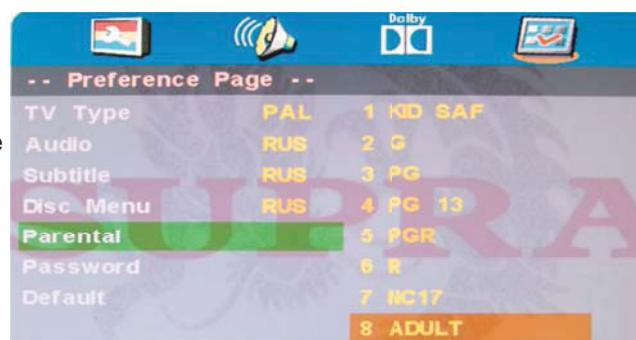 Dolby
-- Preference Page --
TV Type PAL 1 KID SAF
Audio RUS 2 G
Subtitle RUS 3 PG
Disc Menu RUS 4 PG 13
Parental 5 PGR
Password 6 R
Default 7 NC17
8 ADULT
SUPRA
e